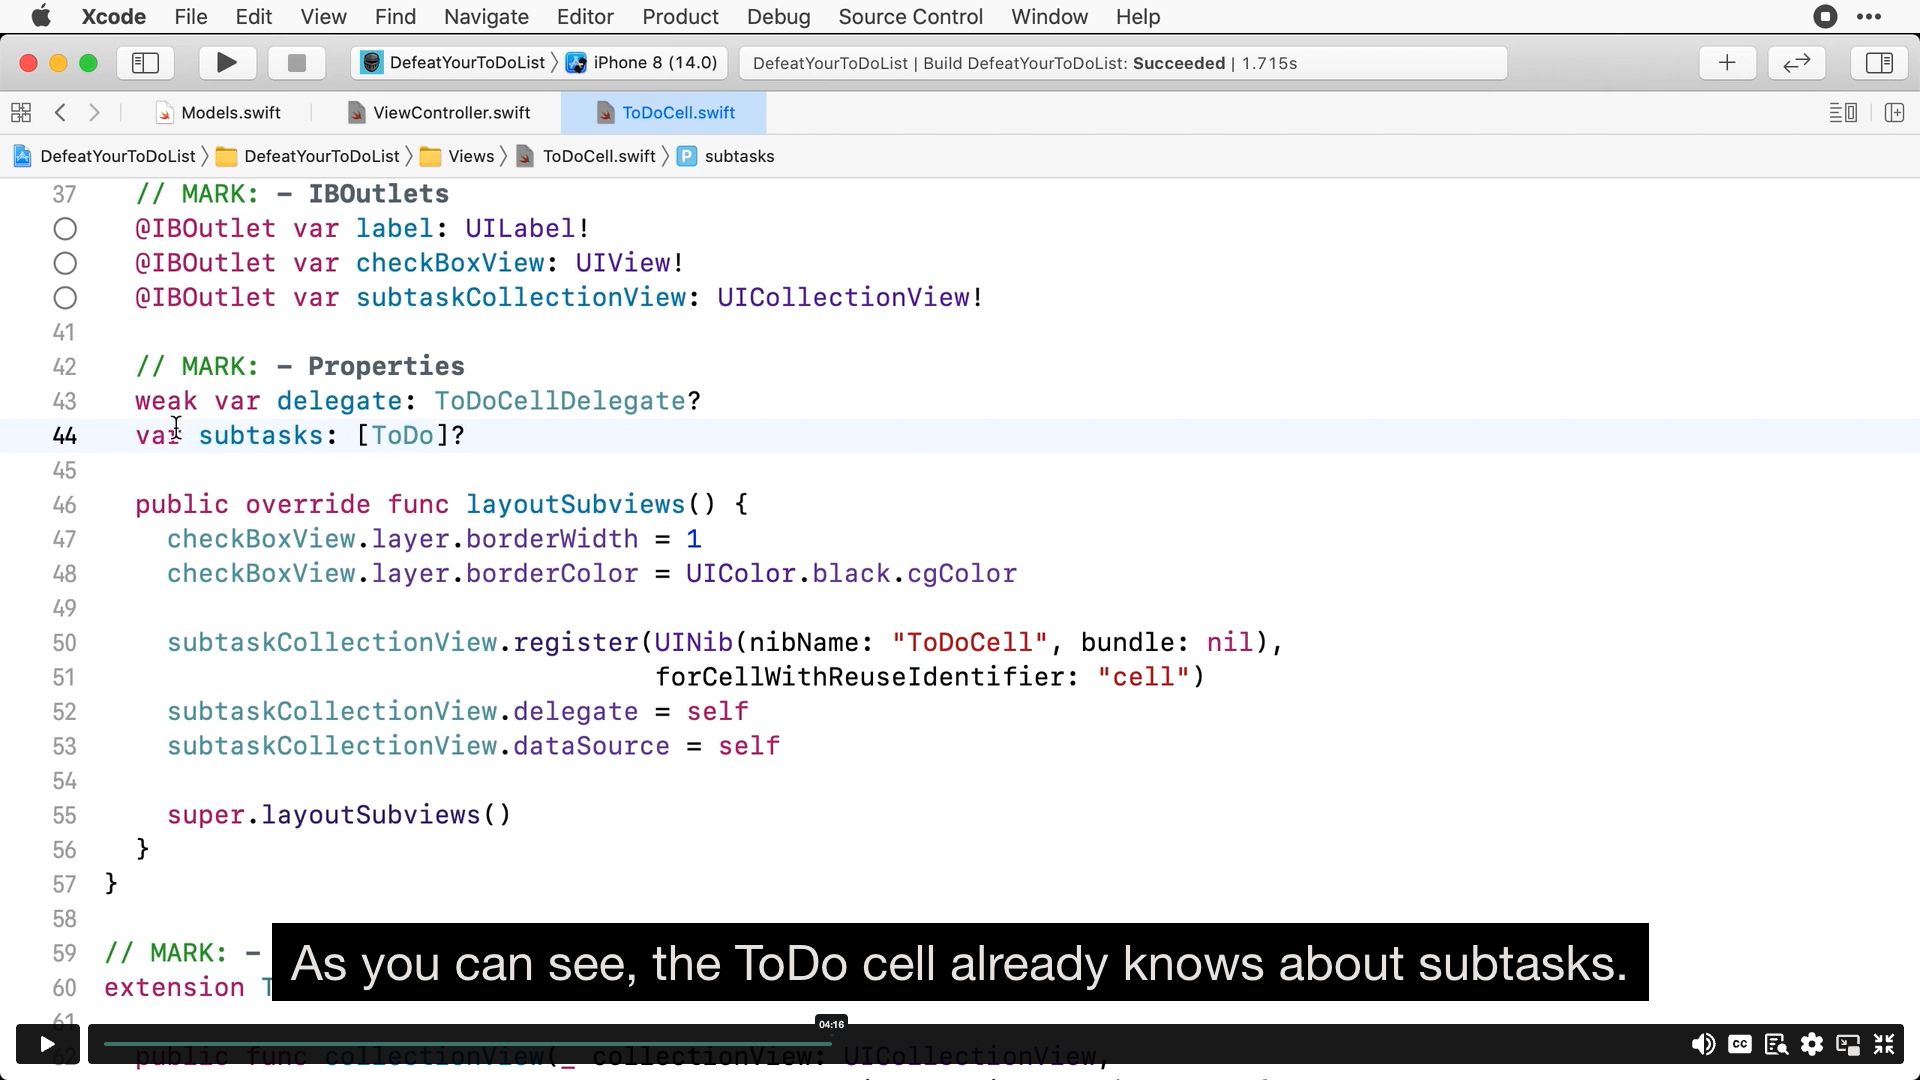 Xcode File Edit View Find Navigate Editor Product Debug Source Control Window Help
DefeatYourToDoList 〉 iPhone 8 (14.0) DefeatYourToDoList | Build DefeatYourToDoList: Succeeded | 1.715s
Models.swift ViewController.swift ToDoCell.swift
DefeatYourToDoList 〉 DefeatYourToDoList 〉 Views 〉 ToDoCell.swift 〉 P subtasks
37 // MARK: - IBOutlets
@IBOutlet var label: UILabel!
@IBOutlet var checkBoxView: UIView!
@IBOutlet var subtaskCollectionView: UICollectionView!
41
42 // MARK: - Properties
43 weak var delegate: ToDoCellDelegate?
44 var subtasks: [ToDo]?
45
46 public override func layoutSubviews() {
47 checkBoxView.layer.borderWidth = 1
48 checkBoxView.layer.borderColor = UIColor.black.cgColor
49
50 subtaskCollectionView.register(UINib(nibName: "ToDoCell", bundle: nil),
51 forCellWithReuseIdentifier: "cell")
52 subtaskCollectionView.delegate = self
53 subtaskCollectionView.dataSource = self
54
55 super.layoutSubviews()
56 }
57 }
58
59 // MARK: -
As you can see, the ToDo cell already knows about subtasks.
60 extension
61
04:16
62 public func collectionView(_ collectionView: UICollectionView,
CC